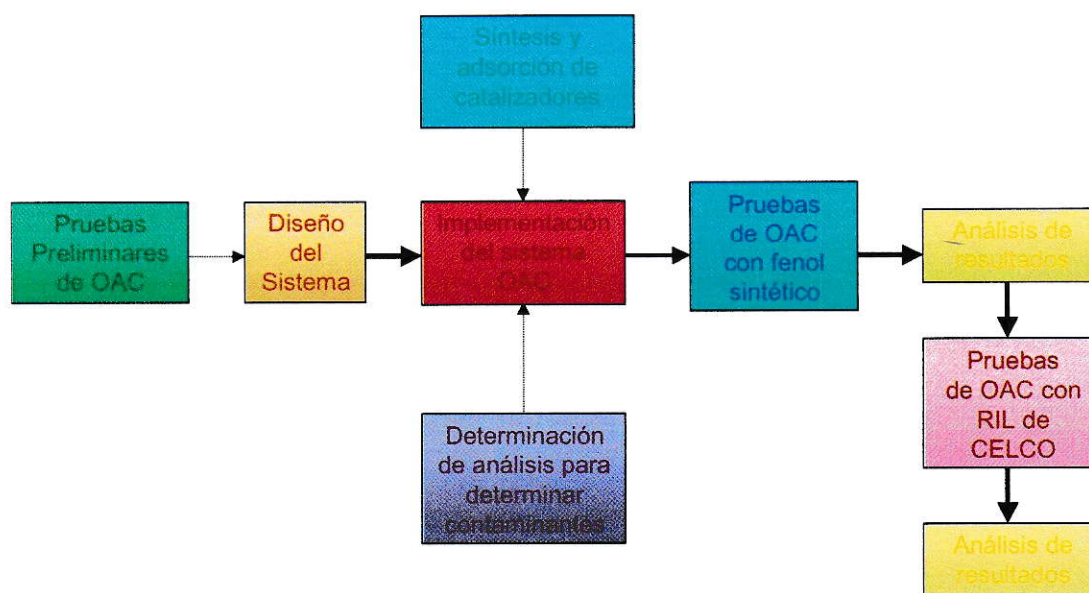 Síntesis y
adsorción de
catalizadores
Pruebas
Preliminares
de OAC
Diseño
del
Sistema
Implementación
del sistema
OAC
Pruebas
de OAC
con fenol
sintético
Análisis de
resultados
Determinación
de análisis para
determinar
contaminantes
Pruebas
de OAC con
RIL de
CELCO
Análisis de
resultados